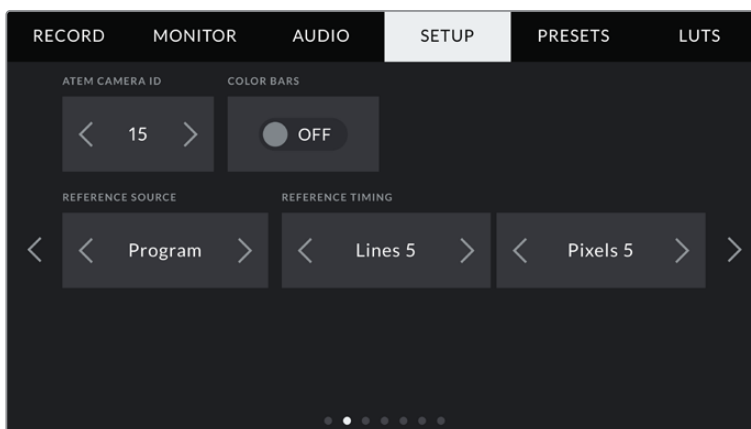 RECORD MONITOR AUDIO SETUP PRESETS LUTS
ATEM CAMERA ID COLOR BARS
15 OFF
REFERENCE SOURCE REFERENCE TIMING
Program Lines 5 Pixels 5